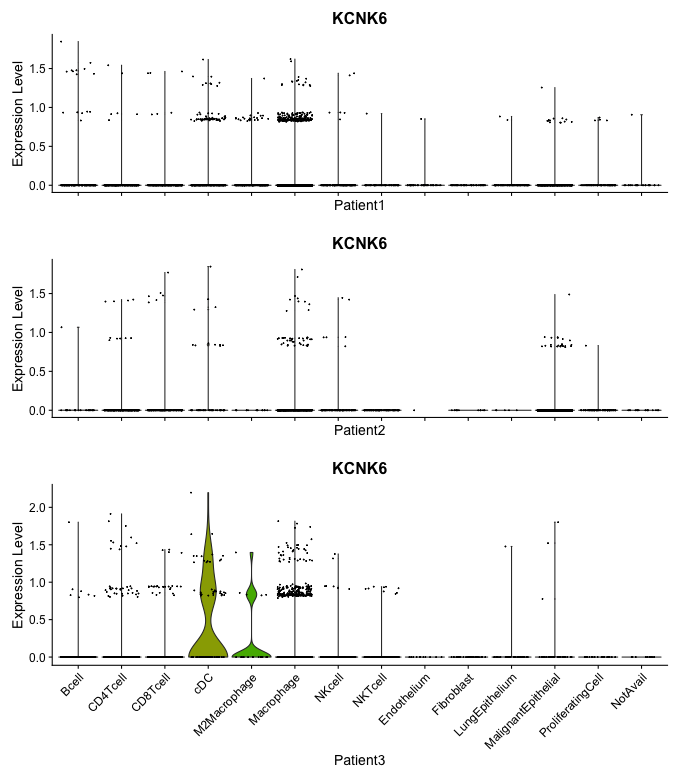 KCNK6
Expression Level
1.5
1.0
0.5
0.0
Patient1
KCNK6
Expression Level
1.5
1.0
0.5
0.0
Patient2
KCNK6
Expression Level
2.0
1.5
1.0
0.5
0.0
Bcell
CD4Tcell
CD8Tcell
cDC
M2Macrophage
Macrophage
NKcell
NKTcell
Endothelium
Fibroblast
LungEpithelium
MalignantEpithelial
ProliferatingCell
NotAvail
Patient3